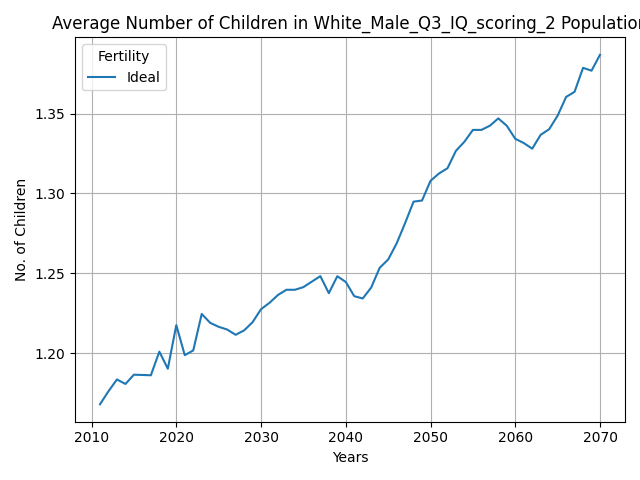 Average Number of Children in White_Male_Q3_IQ_scoring_2 Population
Fertility
Ideal
1.35
1.30
1.25
1.20
No. of Children
2010 2020 2030 2040 2050 2060 2070
Years